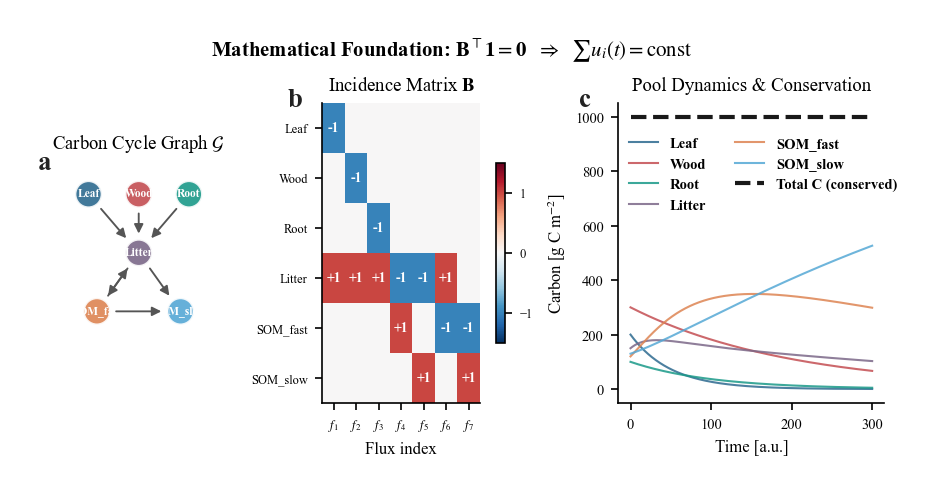 Mathematical Foundation: B⊤1 = 0 ⇒ ∑uᵢ(t) = const
a
Carbon Cycle Graph 𝒢
Leaf
Wood
Root
Litter
b
Incidence Matrix B
Leaf
Wood
Root
Litter
SOM_fast
SOM_slow
-1
-1
-1
+1 +1 +1 -1 -1 +1
+1 -1 -1
+1 +1
f₁ f₂ f₃ f₄ f₅ f₆ f₇
Flux index
1
0
−1
c
Pool Dynamics & Conservation
Carbon [g C m⁻²]
1000
800
600
400
200
0
Leaf
Wood
Root
Litter
SOM_fast
SOM_slow
Total C (conserved)
0 100 200 300
Time [a.u.]